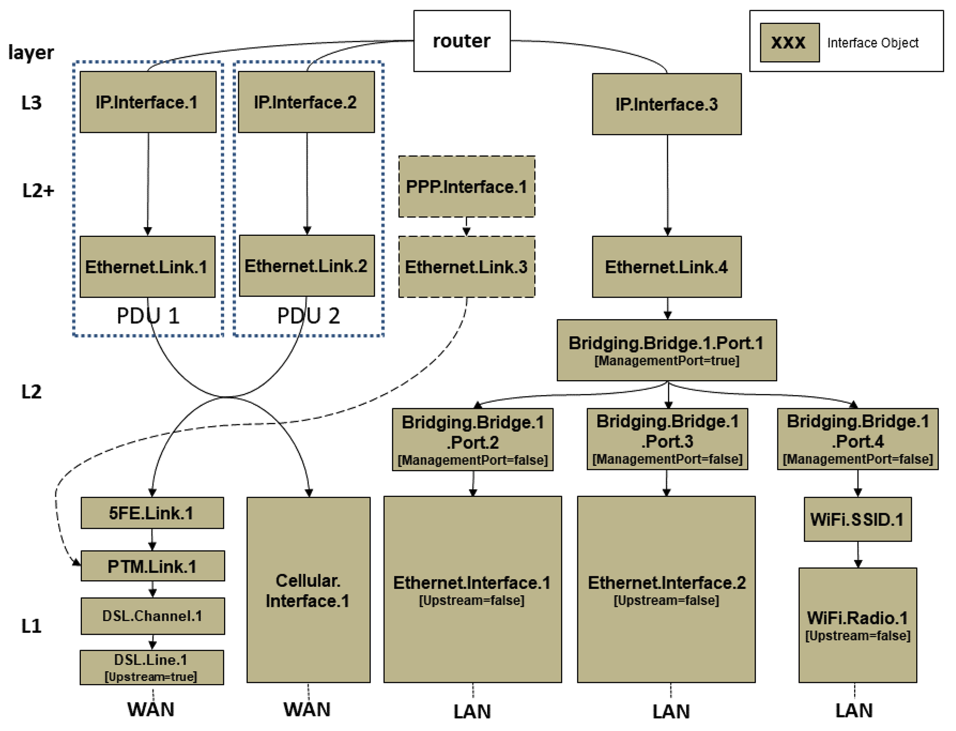 router
XXX
Interface Object
layer
L3
IP.Interface.1
IP.Interface.2
IP.Interface.3
L2+
PPP.Interface.1
Ethernet.Link.1
Ethernet.Link.2
Ethernet.Link.3
Ethernet.Link.4
PDU 1
PDU 2
Bridging.Bridge.1.Port.1
[ManagementPort=true]
L2
Bridging.Bridge.1
.Port.2
[ManagementPort=false]
Bridging.Bridge.1
.Port.3
[ManagementPort=false]
Bridging.Bridge.1
.Port.4
[ManagementPort=false]
5FE.Link.1
WiFi.SSID.1
PTM.Link.1
Cellular.
Interface.1
Ethernet.Interface.1
[Upstream=false]
Ethernet.Interface.2
[Upstream=false]
WiFi.Radio.1
[Upstream=false]
L1
DSL.Channel.1
DSL.Line.1
[Upstream=true]
WAN
WAN
LAN
LAN
LAN